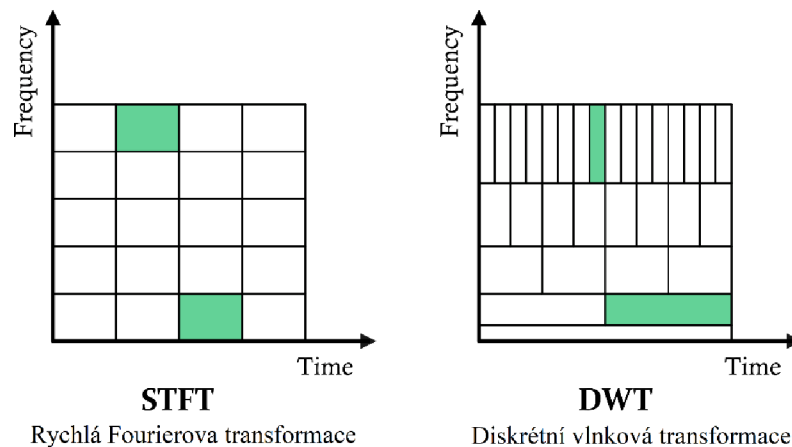 Frequency
Time
STFT
Rychlá Fourierova transformace
Frequency
Time
DWT
Diskrétní vlnková transformace